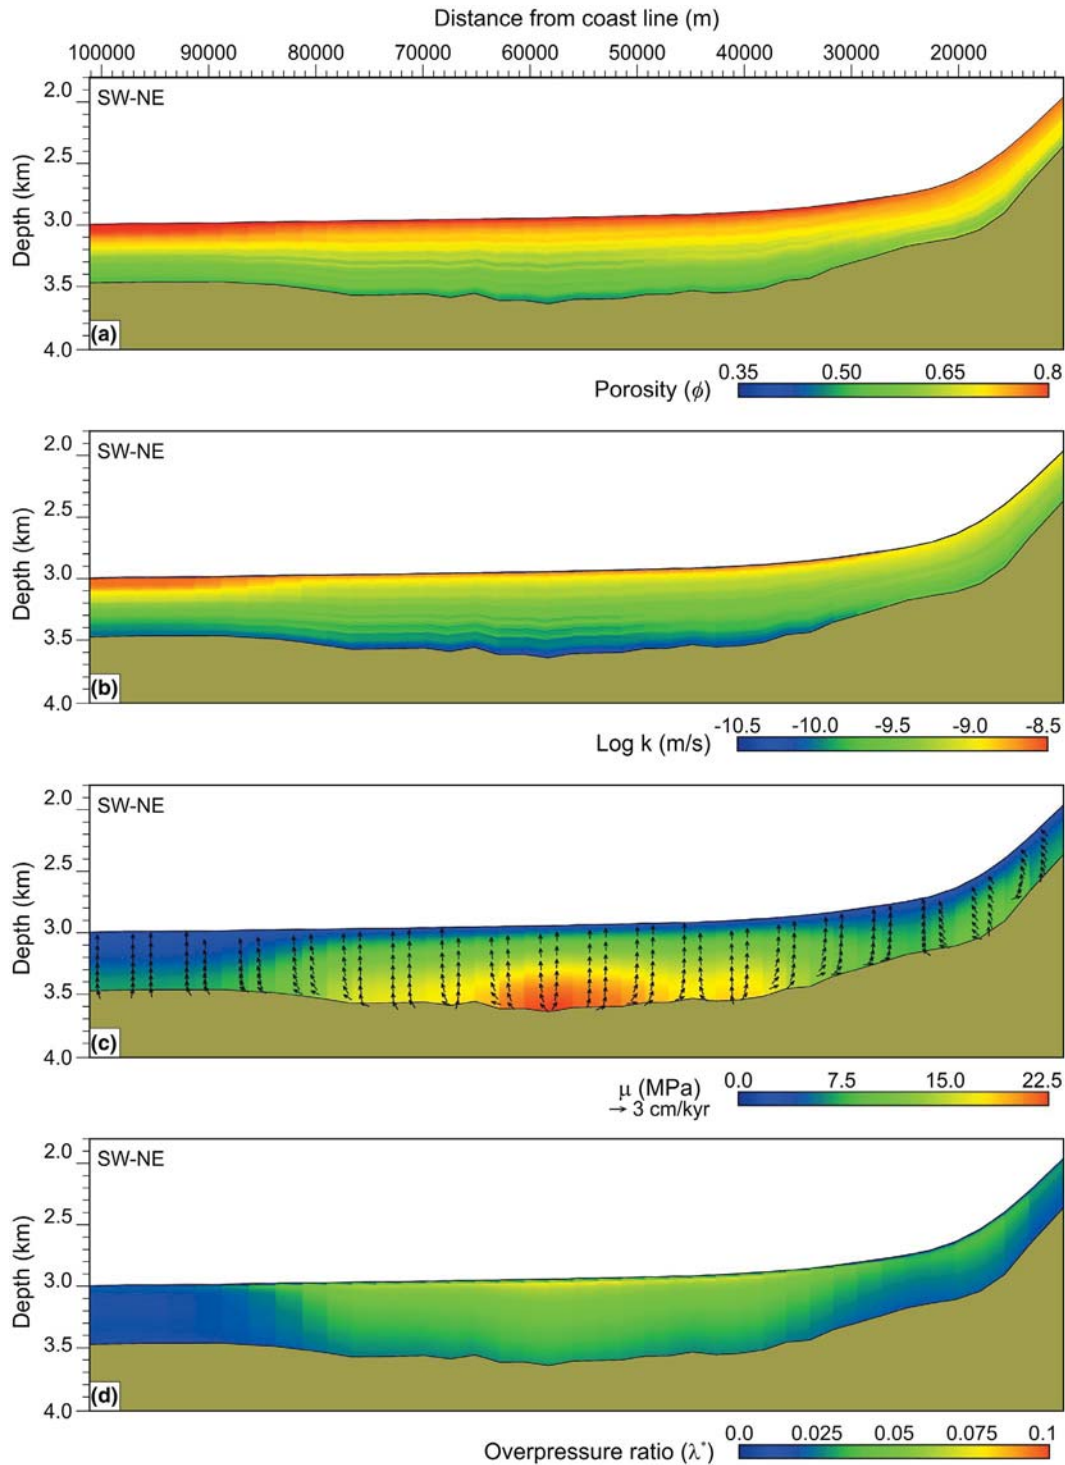 Distance from coast line (m)
100000 90000 80000 70000 60000 50000 40000 30000 20000
SW-NE
Depth (km)
2.0
2.5
3.0
3.5
4.0
(a)
Porosity (ϕ)
0.35 0.50 0.65 0.8
SW-NE
Depth (km)
2.0
2.5
3.0
3.5
4.0
(b)
Log k (m/s)
-10.5 -10.0 -9.5 -9.0 -8.5
SW-NE
Depth (km)
2.0
2.5
3.0
3.5
4.0
(c)
μ (MPa)
→ 3 cm/kyr
0.0 7.5 15.0 22.5
SW-NE
Depth (km)
2.0
2.5
3.0
3.5
4.0
(d)
Overpressure ratio (λ*)
0.0 0.025 0.05 0.075 0.1